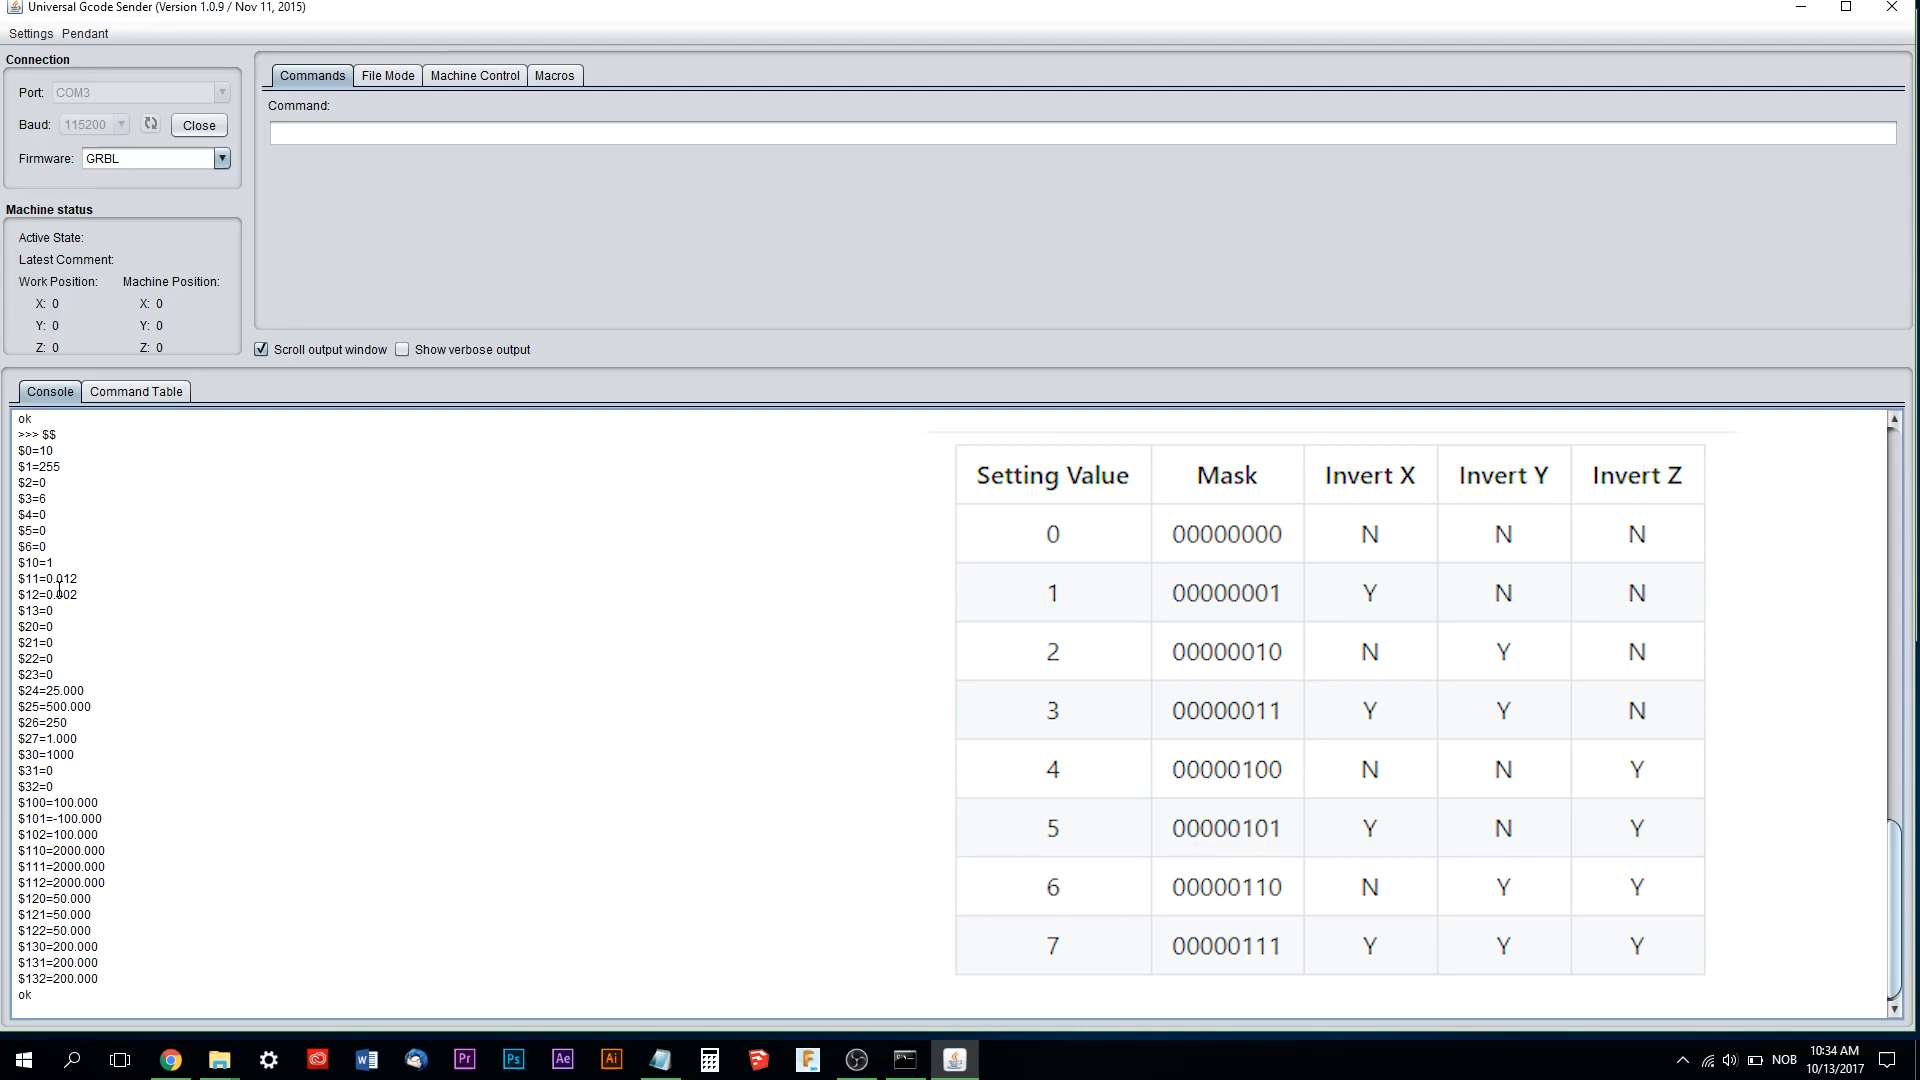 Universal Gcode Sender (Version 1.0.9 / Nov 11, 2015)
Settings Pendant
Connection
Port: COM3
Baud: 115200 Close
Firmware: GRBL
Machine status
Active State:
Latest Comment:
Work Position: Machine Position:
X: 0 X: 0
Y: 0 Y: 0
Z: 0 Z: 0
Commands File Mode Machine Control Macros
Command:
Scroll output window Show verbose output
Console Command Table
ok
>>> $$
$0=10
$1=255
$2=0
$3=6
$4=0
$5=0
$6=0
$10=1
$11=0.012
$12=0.002
$13=0
$20=0
$21=0
$22=0
$23=0
$24=25.000
$25=500.000
$26=250
$27=1.000
$30=1000
$31=0
$32=0
$100=100.000
$101=-100.000
$102=100.000
$110=2000.000
$111=2000.000
$112=2000.000
$120=50.000
$121=50.000
$122=50.000
$130=200.000
$131=200.000
$132=200.000
ok
Setting Value Mask Invert X Invert Y Invert Z
0 00000000 N N N
1 00000001 Y N N
2 00000010 N Y N
3 00000011 Y Y N
4 00000100 N N Y
5 00000101 Y N Y
6 00000110 N Y Y
7 00000111 Y Y Y
Pr Ps Ae Ai
NOB
10:34 AM
10/13/2017